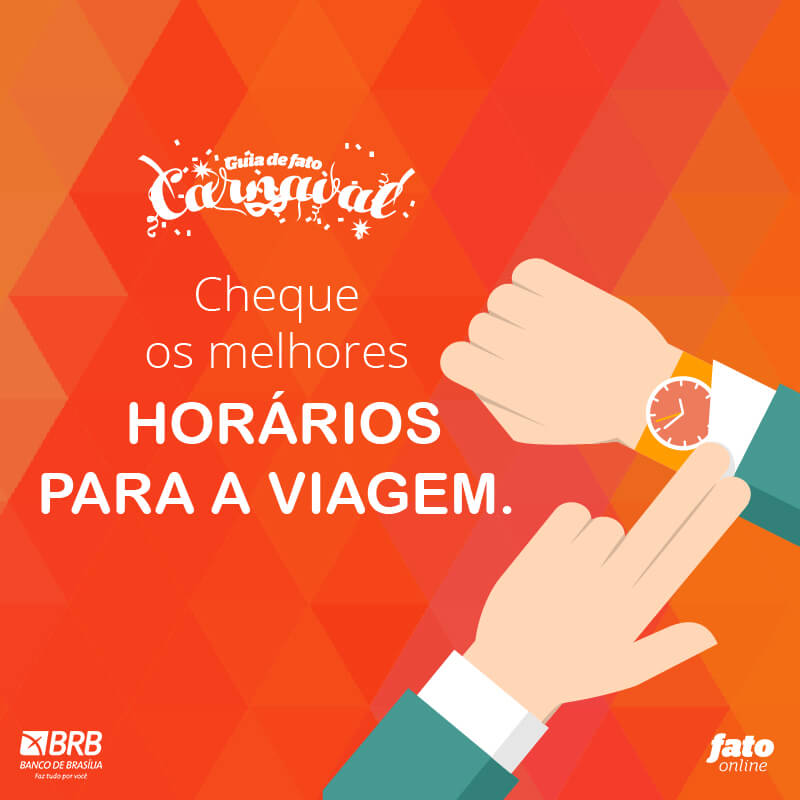 Guia de fato
Carnaval
Cheque
os melhores
HORÁRIOS
PARA A VIAGEM.
BRB
BANCO DE BRASÍLIA
Faz tudo por você
fato
online